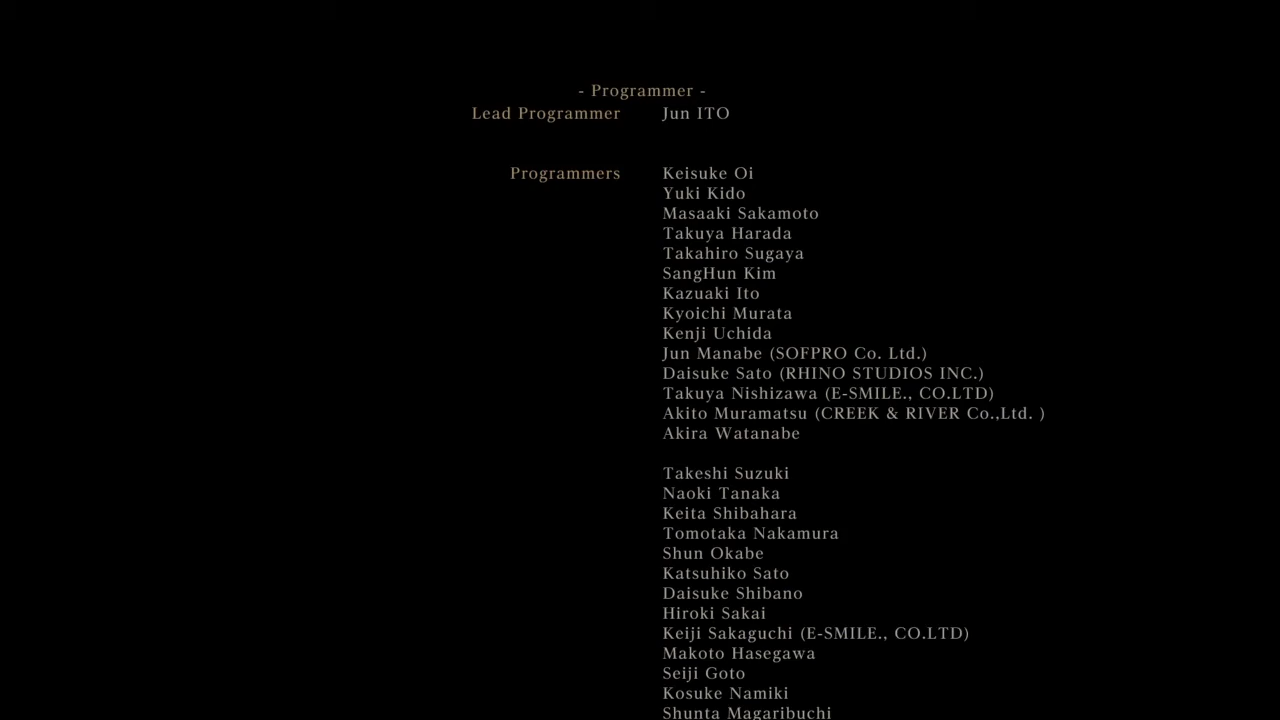 - Programmer -
Lead Programmer Jun ITO
Programmers Keisuke Oi
Yuki Kido
Masaaki Sakamoto
Takuya Harada
Takahiro Sugaya
SangHun Kim
Kazuaki Ito
Kyoichi Murata
Kenji Uchida
Jun Manabe (SOFPRO Co. Ltd.)
Daisuke Sato (RHINO STUDIOS INC.)
Takuya Nishizawa (E-SMILE., CO.LTD)
Akito Muramatsu (CREEK & RIVER Co.,Ltd. )
Akira Watanabe
Takeshi Suzuki
Naoki Tanaka
Keita Shibahara
Tomotaka Nakamura
Shun Okabe
Katsuhiko Sato
Daisuke Shibano
Hiroki Sakai
Keiji Sakaguchi (E-SMILE., CO.LTD)
Makoto Hasegawa
Seiji Goto
Kosuke Namiki
Shunta Magaribuchi